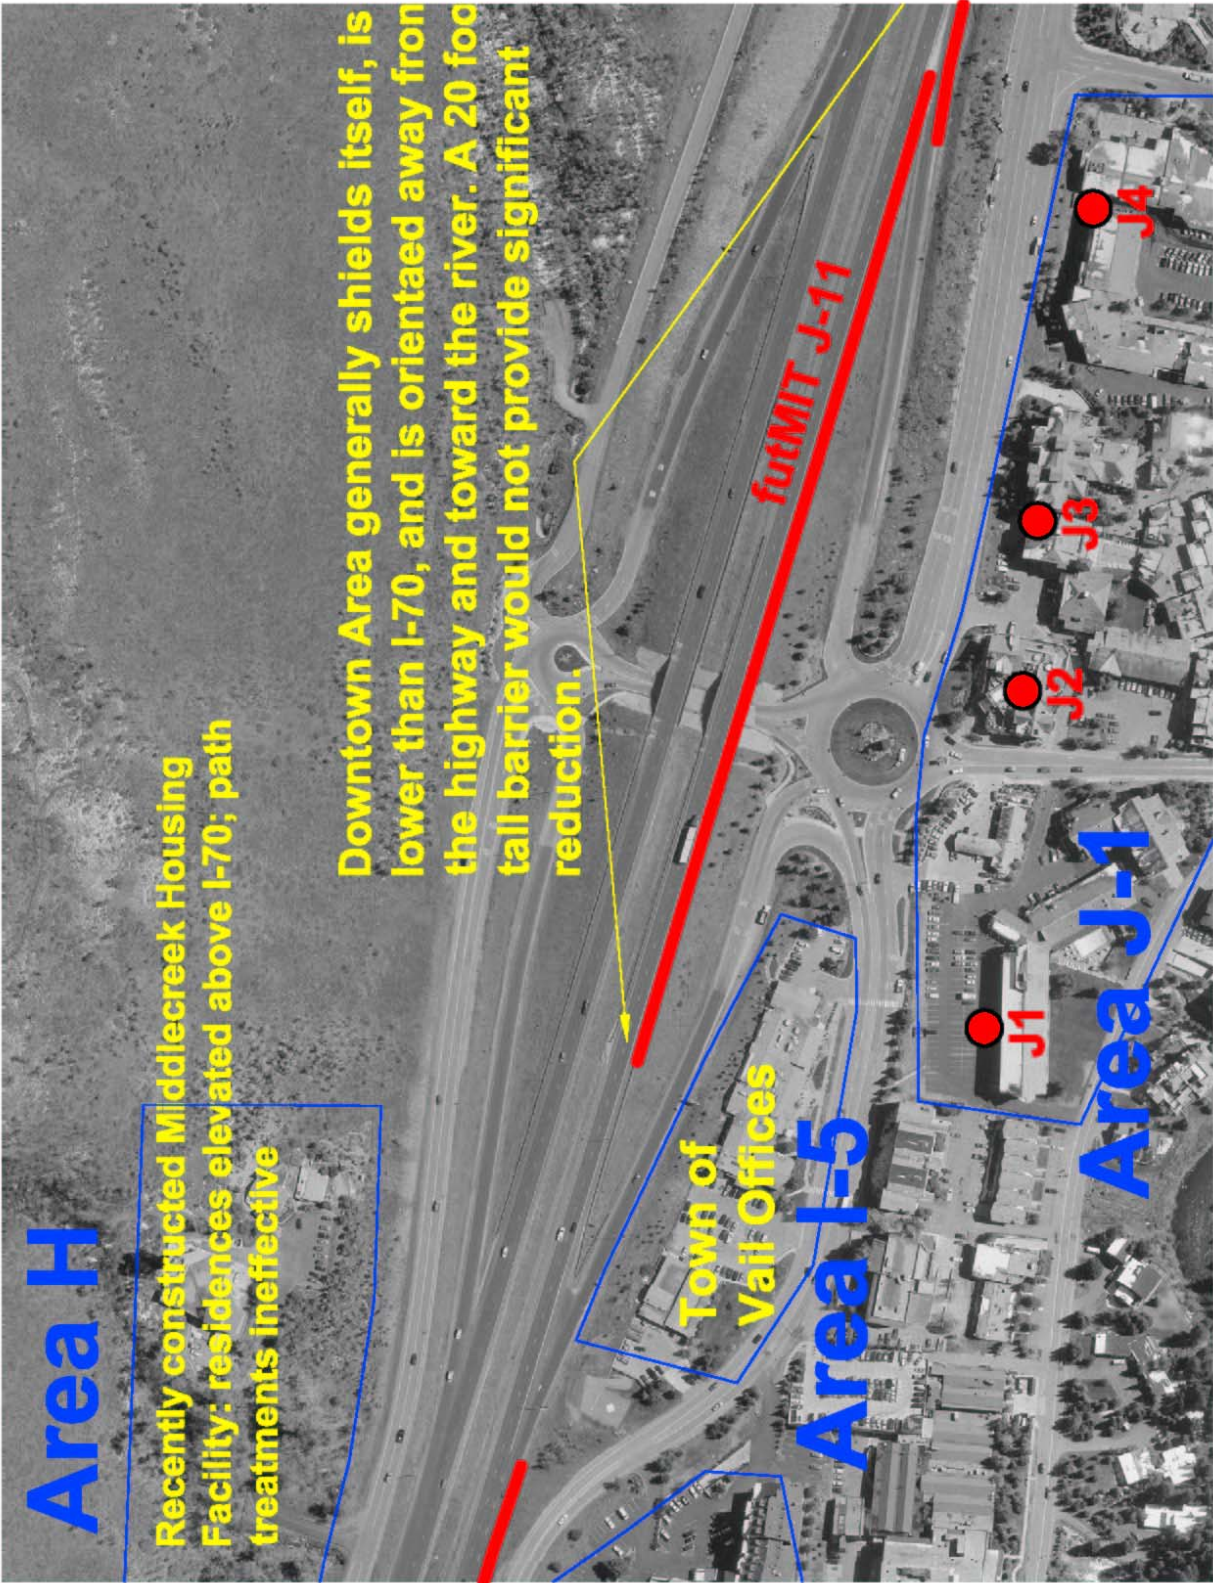 Area H
Recently constructed Middlecreek Housing
Facility: residences elevated above I-70; path
treatments ineffective
Downtown Area generally shields itself, is
lower than I-70, and is orientaed away from
the highway and toward the river. A 20 foo
tall barrier would not provide significant
reduction.
futMIT J-11
Town of
Vail Offices
Area I-5
Area J-1
J1
J2
J3
J4